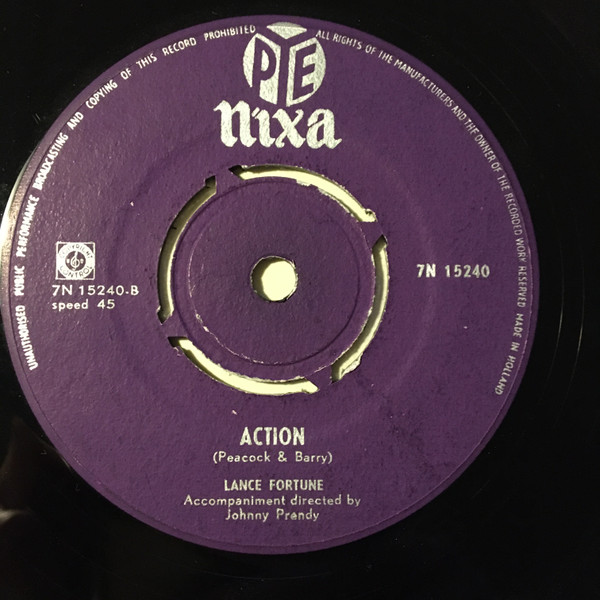 UNAUTHORISED PUBLIC PERFORMANCE BROADCASTING AND COPYING OF THIS RECORD PROHIBITED
ALL RIGHTS OF THE MANUFACTURERS AND THE OWNER OF THE RECORDED WORK RESERVED MADE IN HOLLAND
PYE
nixa
7N 15240-B
speed 45
7N 15240
ACTION
(Peacock & Barry)
LANCE FORTUNE
Accompaniment directed by
Johnny Prendy